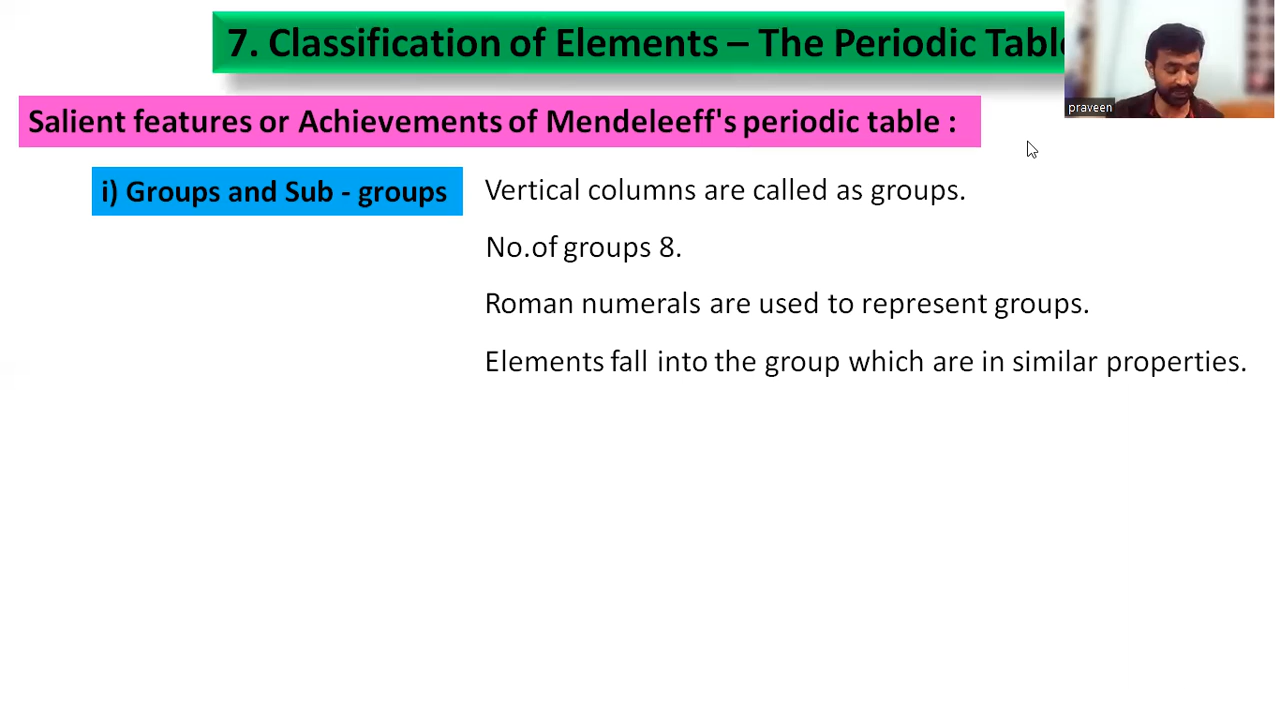 7. Classification of Elements – The Periodic Table
praveen
Salient features or Achievements of Mendeleeff's periodic table :
i) Groups and Sub - groups
Vertical columns are called as groups.
No.of groups 8.
Roman numerals are used to represent groups.
Elements fall into the group which are in similar properties.